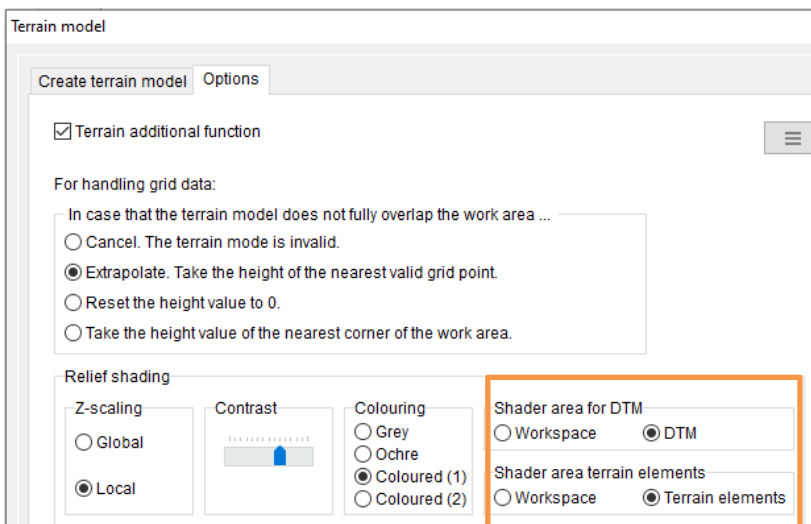 Terrain model
Create terrain model
Options
Terrain additional function
For handling grid data:
In case that the terrain model does not fully overlap the work area ...
Cancel. The terrain mode is invalid.
Extrapolate. Take the height of the nearest valid grid point.
Reset the height value to 0.
Take the height value of the nearest corner of the work area.
Relief shading
Z-scaling
Global
Local
Contrast
Colouring
Grey
Ochre
Coloured (1)
Coloured (2)
Shader area for DTM
Workspace DTM
Shader area terrain elements
Workspace Terrain elements